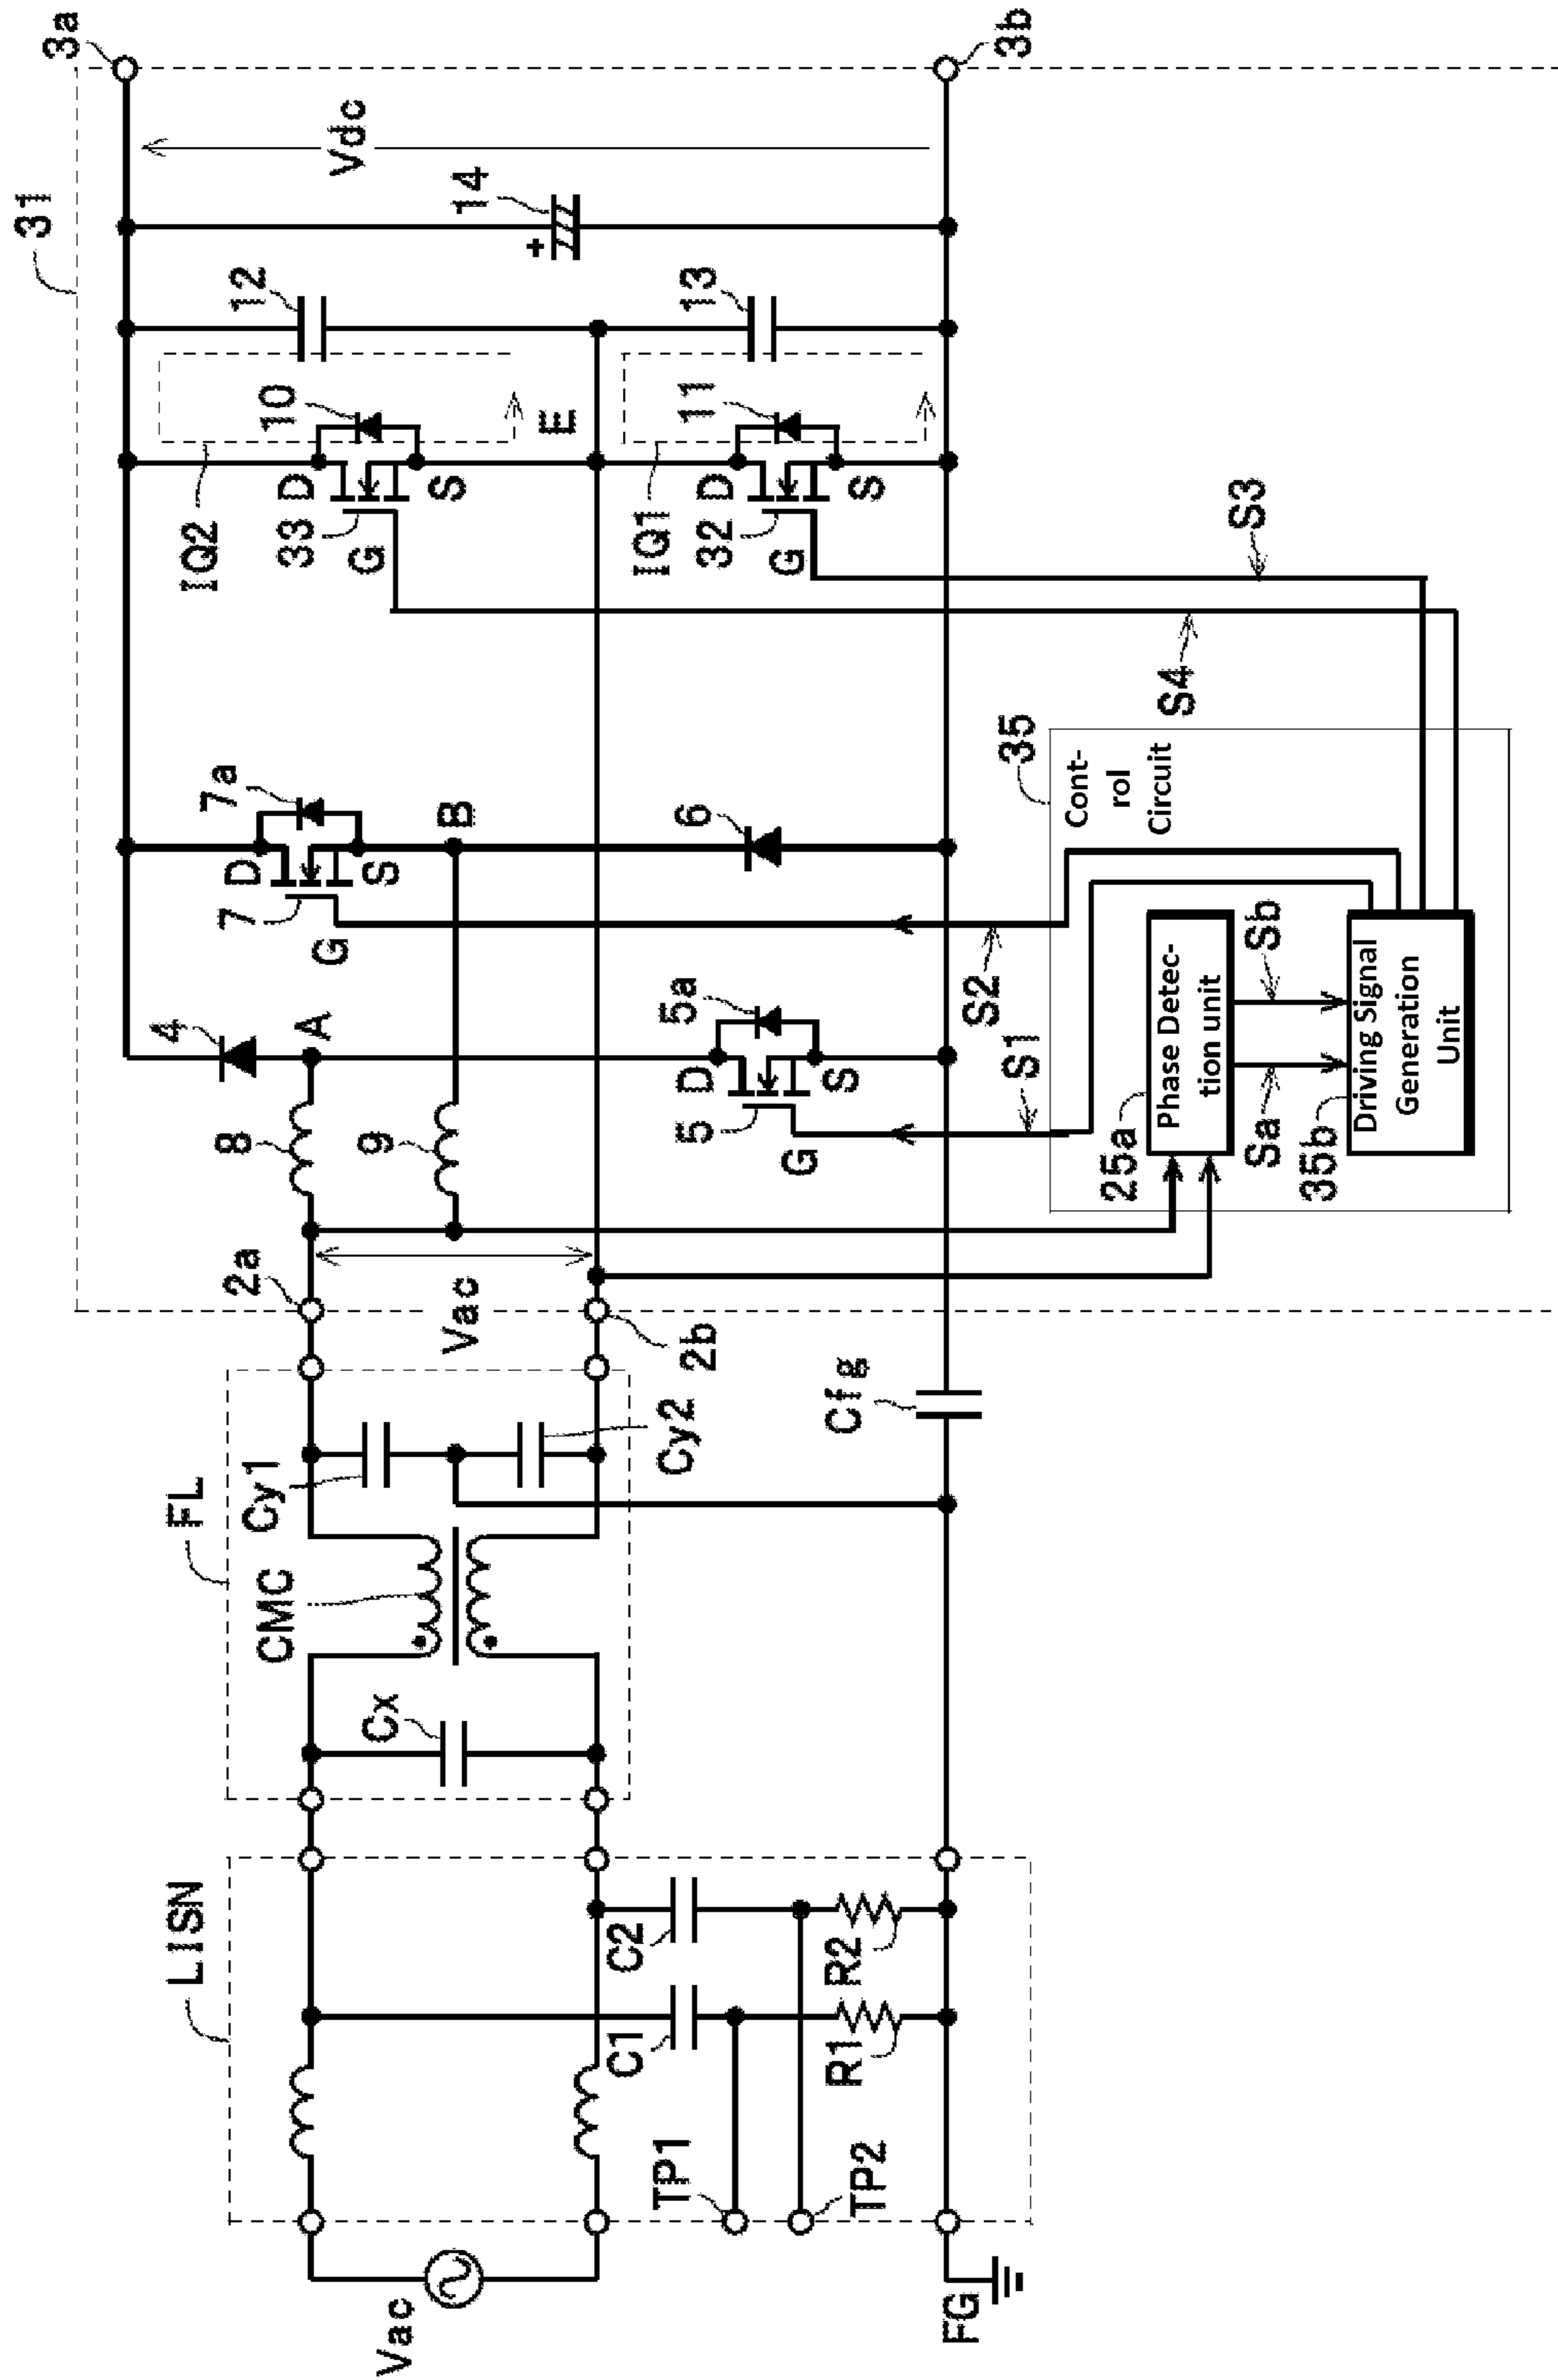 31
3a
3b
Vdc
14
+
12
13
10
11
E
IQ2
33
D
S
G
IQ1
32
D
S
G
S3
S4
7a
7
D
S
G
B
6
4
A
5a
5
D
S
G
8
9
S2
S1
35
Cont-
rol
Circuit
25a
Phase Detec-
tion unit
Sa
Sb
35b
Driving Signal
Generation
Unit
2a
Vac
2b
FL
Cy1
Cy2
CMC
Cx
Cfg
LISN
C2
C1
R2
R1
TP1
TP2
Vac
FG